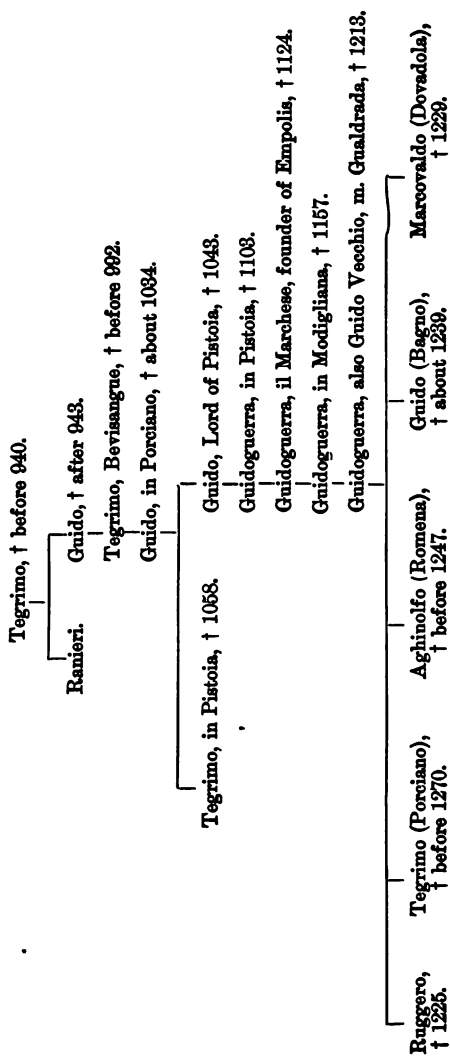 Tegrimo, † before 940.
Ranieri.
Guido, † after 943.
Tegrimo, Bevisangue, † before 992.
Guido, in Porciano, † about 1034.
Tegrimo, in Pistoia, † 1058.
Guido, Lord of Pistoia, † 1043.
Guidoguerra, in Pistoia, † 1103.
Guidoguerra, il Marchese, founder of Empolis, † 1124.
Guidoguerra, in Modigliana, † 1157.
Guidoguerra, also Guido Vecchio, m. Gualdrada, † 1213.
Ruggero,
† 1225.
Tegrimo (Porciano),
† before 1270.
Aghinolfo (Romena),
† before 1247.
Guido (Bagno),
† about 1239.
Marcovaldo (Dovadola),
† 1229.